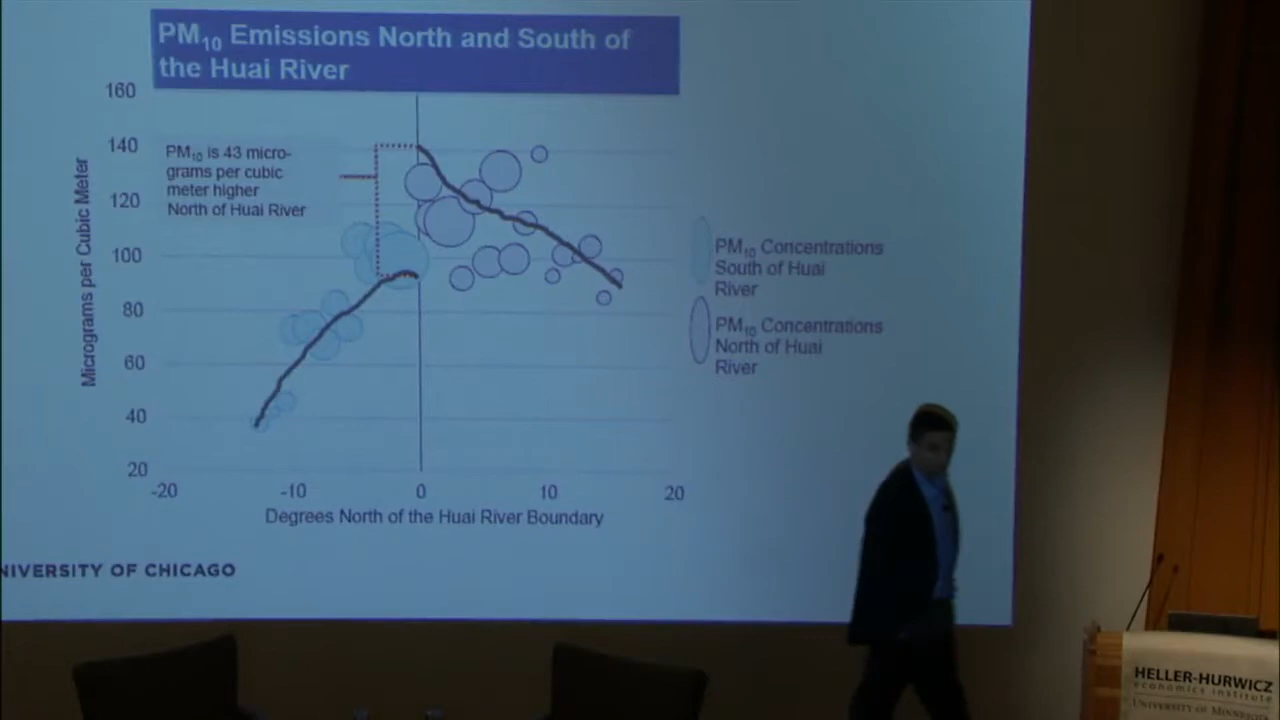 PM10 Emissions North and South of
the Huai River
160
140
120
100
80
60
40
20
Micrograms per Cubic Meter
PM10 is 43 micro-
grams per cubic
meter higher
North of Huai River
-20
-10
0
10
20
Degrees North of the Huai River Boundary
PM10 Concentrations
South of Huai
River
PM10 Concentrations
North of Huai
River
NIVERSITY OF CHICAGO
HELLER-HURWICZ
economics institute
UNIVERSITY OF MINNESO